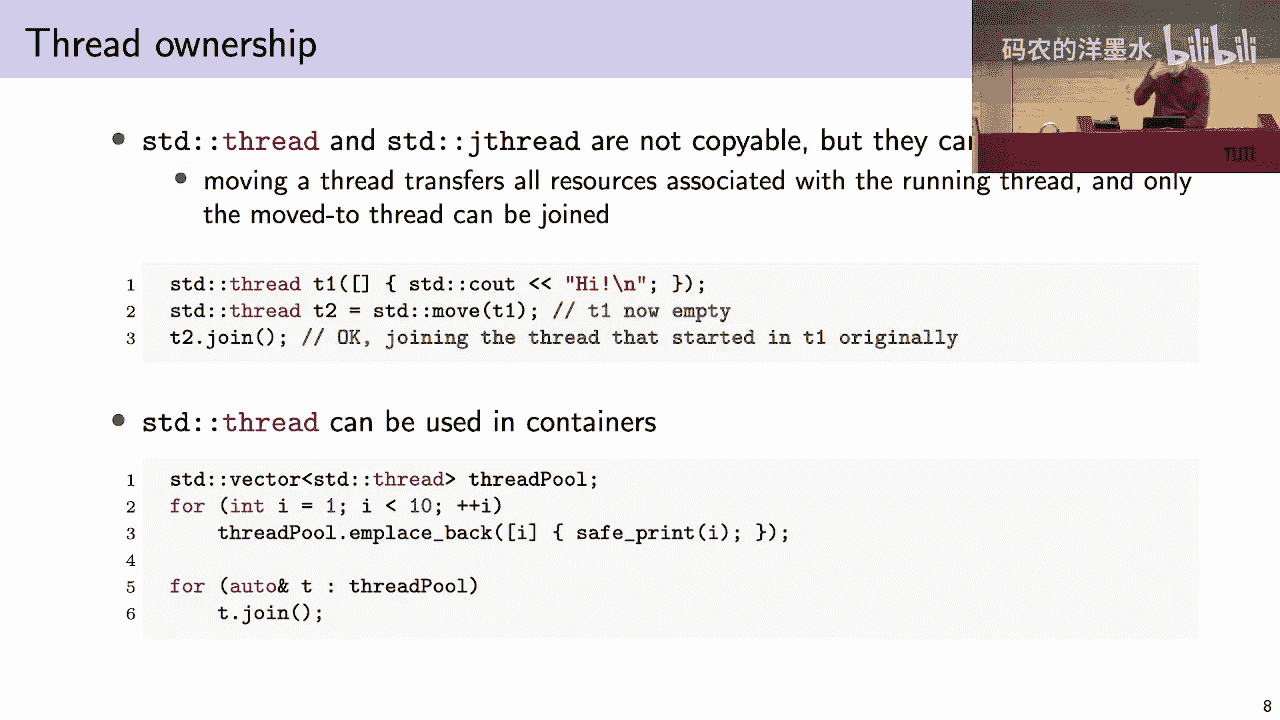 Thread ownership
码农的洋墨水 bilibili
• std::thread and std::jthread are not copyable, but they can
• moving a thread transfers all resources associated with the running thread, and only
the moved-to thread can be joined
1 std::thread t1([] { std::cout << "Hi!\n"; });
2 std::thread t2 = std::move(t1); // t1 now empty
3 t2.join(); // OK, joining the thread that started in t1 originally
• std::thread can be used in containers
1 std::vector<std::thread> threadPool;
2 for (int i = 1; i < 10; ++i)
3 threadPool.emplace_back([i] { safe_print(i); });
4
5 for (auto& t : threadPool)
6 t.join();
8